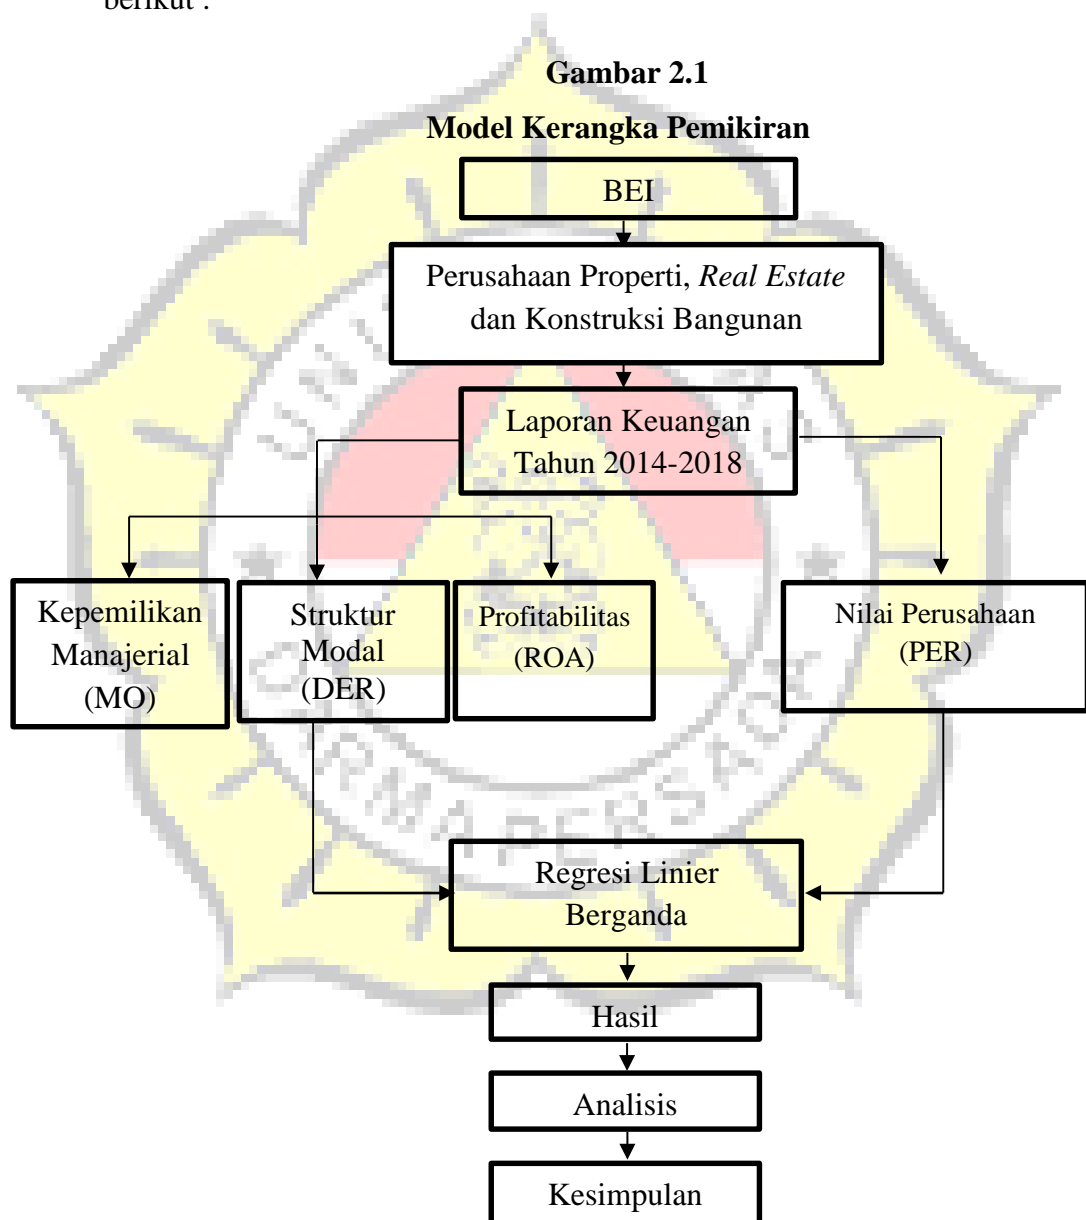 berikut :
Gambar 2.1
Model Kerangka Pemikiran
BEI
Perusahaan Properti, Real Estate
dan Konstruksi Bangunan
Laporan Keuangan
Tahun 2014-2018
Kepemilikan
Manajerial
(MO)
Struktur
Modal
(DER)
Profitabilitas
(ROA)
Nilai Perusahaan
(PER)
Regresi Linier
Berganda
Hasil
Analisis
Kesimpulan